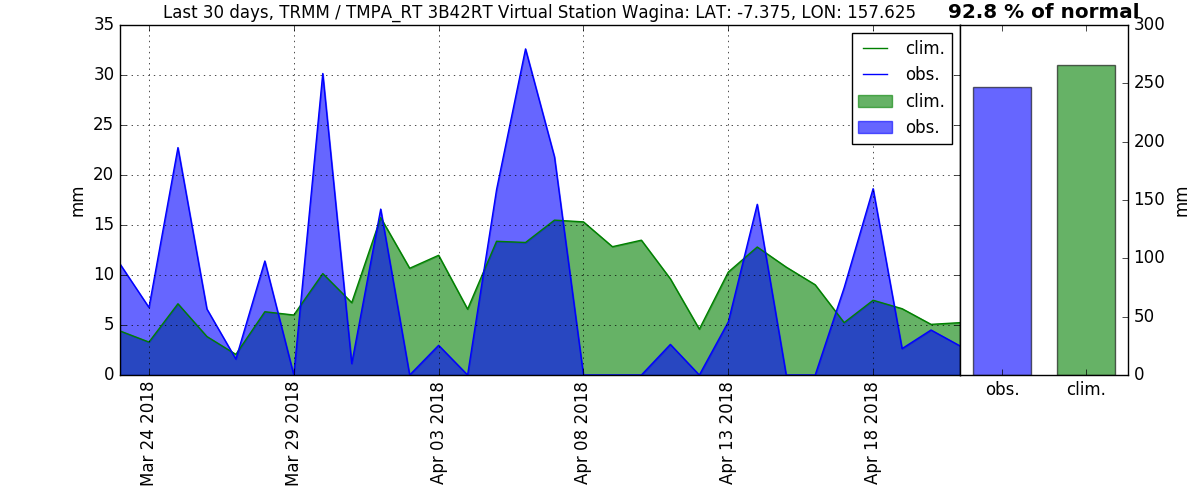 Last 30 days, TRMM / TMPA_RT 3B42RT Virtual Station Wagina: LAT: -7.375, LON: 157.625
92.8 % of normal
35
30
25
20
15
10
5
0
mm
clim.
obs.
clim.
obs.
300
250
200
150
100
50
0
mm
Mar 24 2018
Mar 29 2018
Apr 03 2018
Apr 08 2018
Apr 13 2018
Apr 18 2018
obs.
clim.